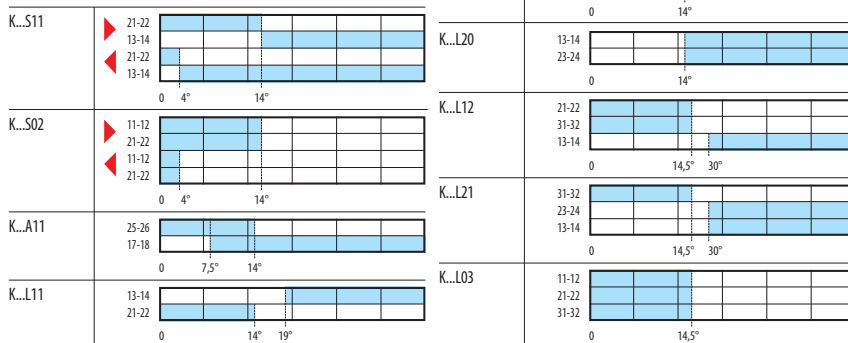 K...S11
21-22
13-14
21-22
13-14
0 4° 14°
K...S02
11-12
21-22
11-12
21-22
0 4° 14°
K...A11
25-26
17-18
0 7,5° 14°
K...L11
13-14
21-22
0 14° 19°
0 14°
K...L20
13-14
23-24
0 14°
K...L12
21-22
31-32
13-14
0 14,5° 30°
K...L21
31-32
23-24
13-14
0 14,5° 30°
K...L03
11-12
21-22
31-32
0 14,5°